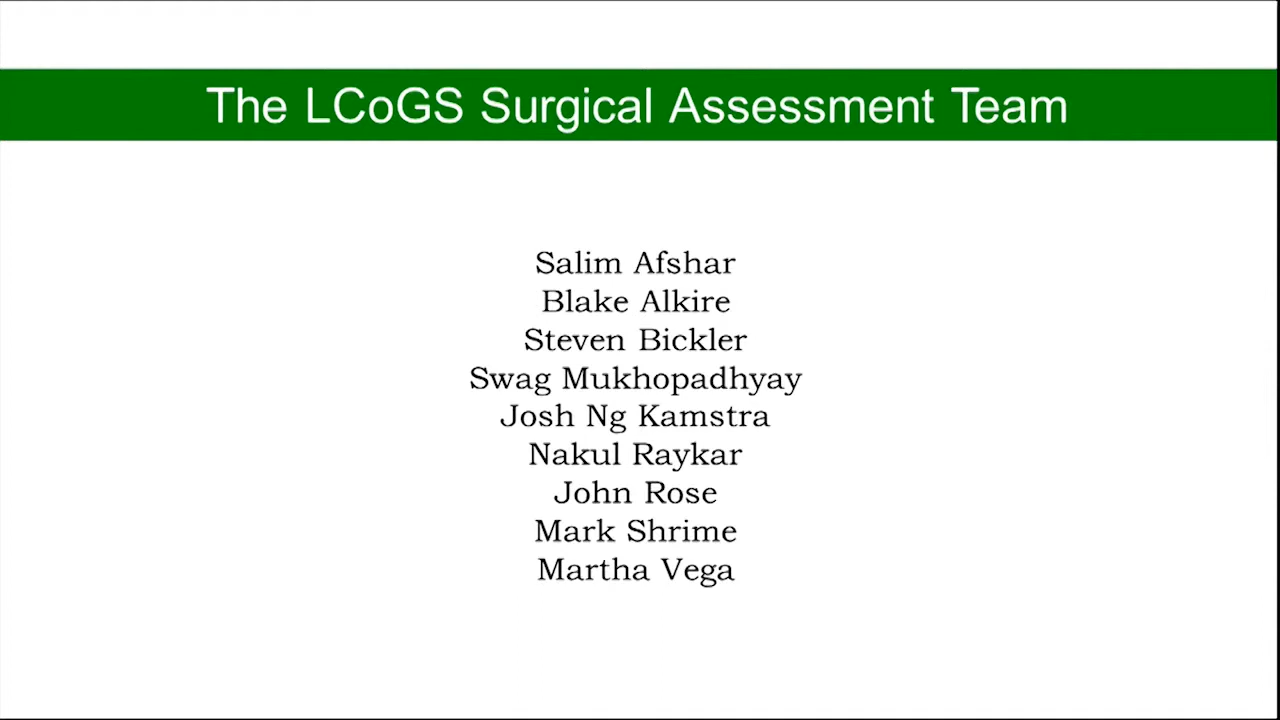 The LCoGS Surgical Assessment Team
Salim Afshar
Blake Alkire
Steven Bickler
Swag Mukhopadhyay
Josh Ng Kamstra
Nakul Raykar
John Rose
Mark Shrime
Martha Vega